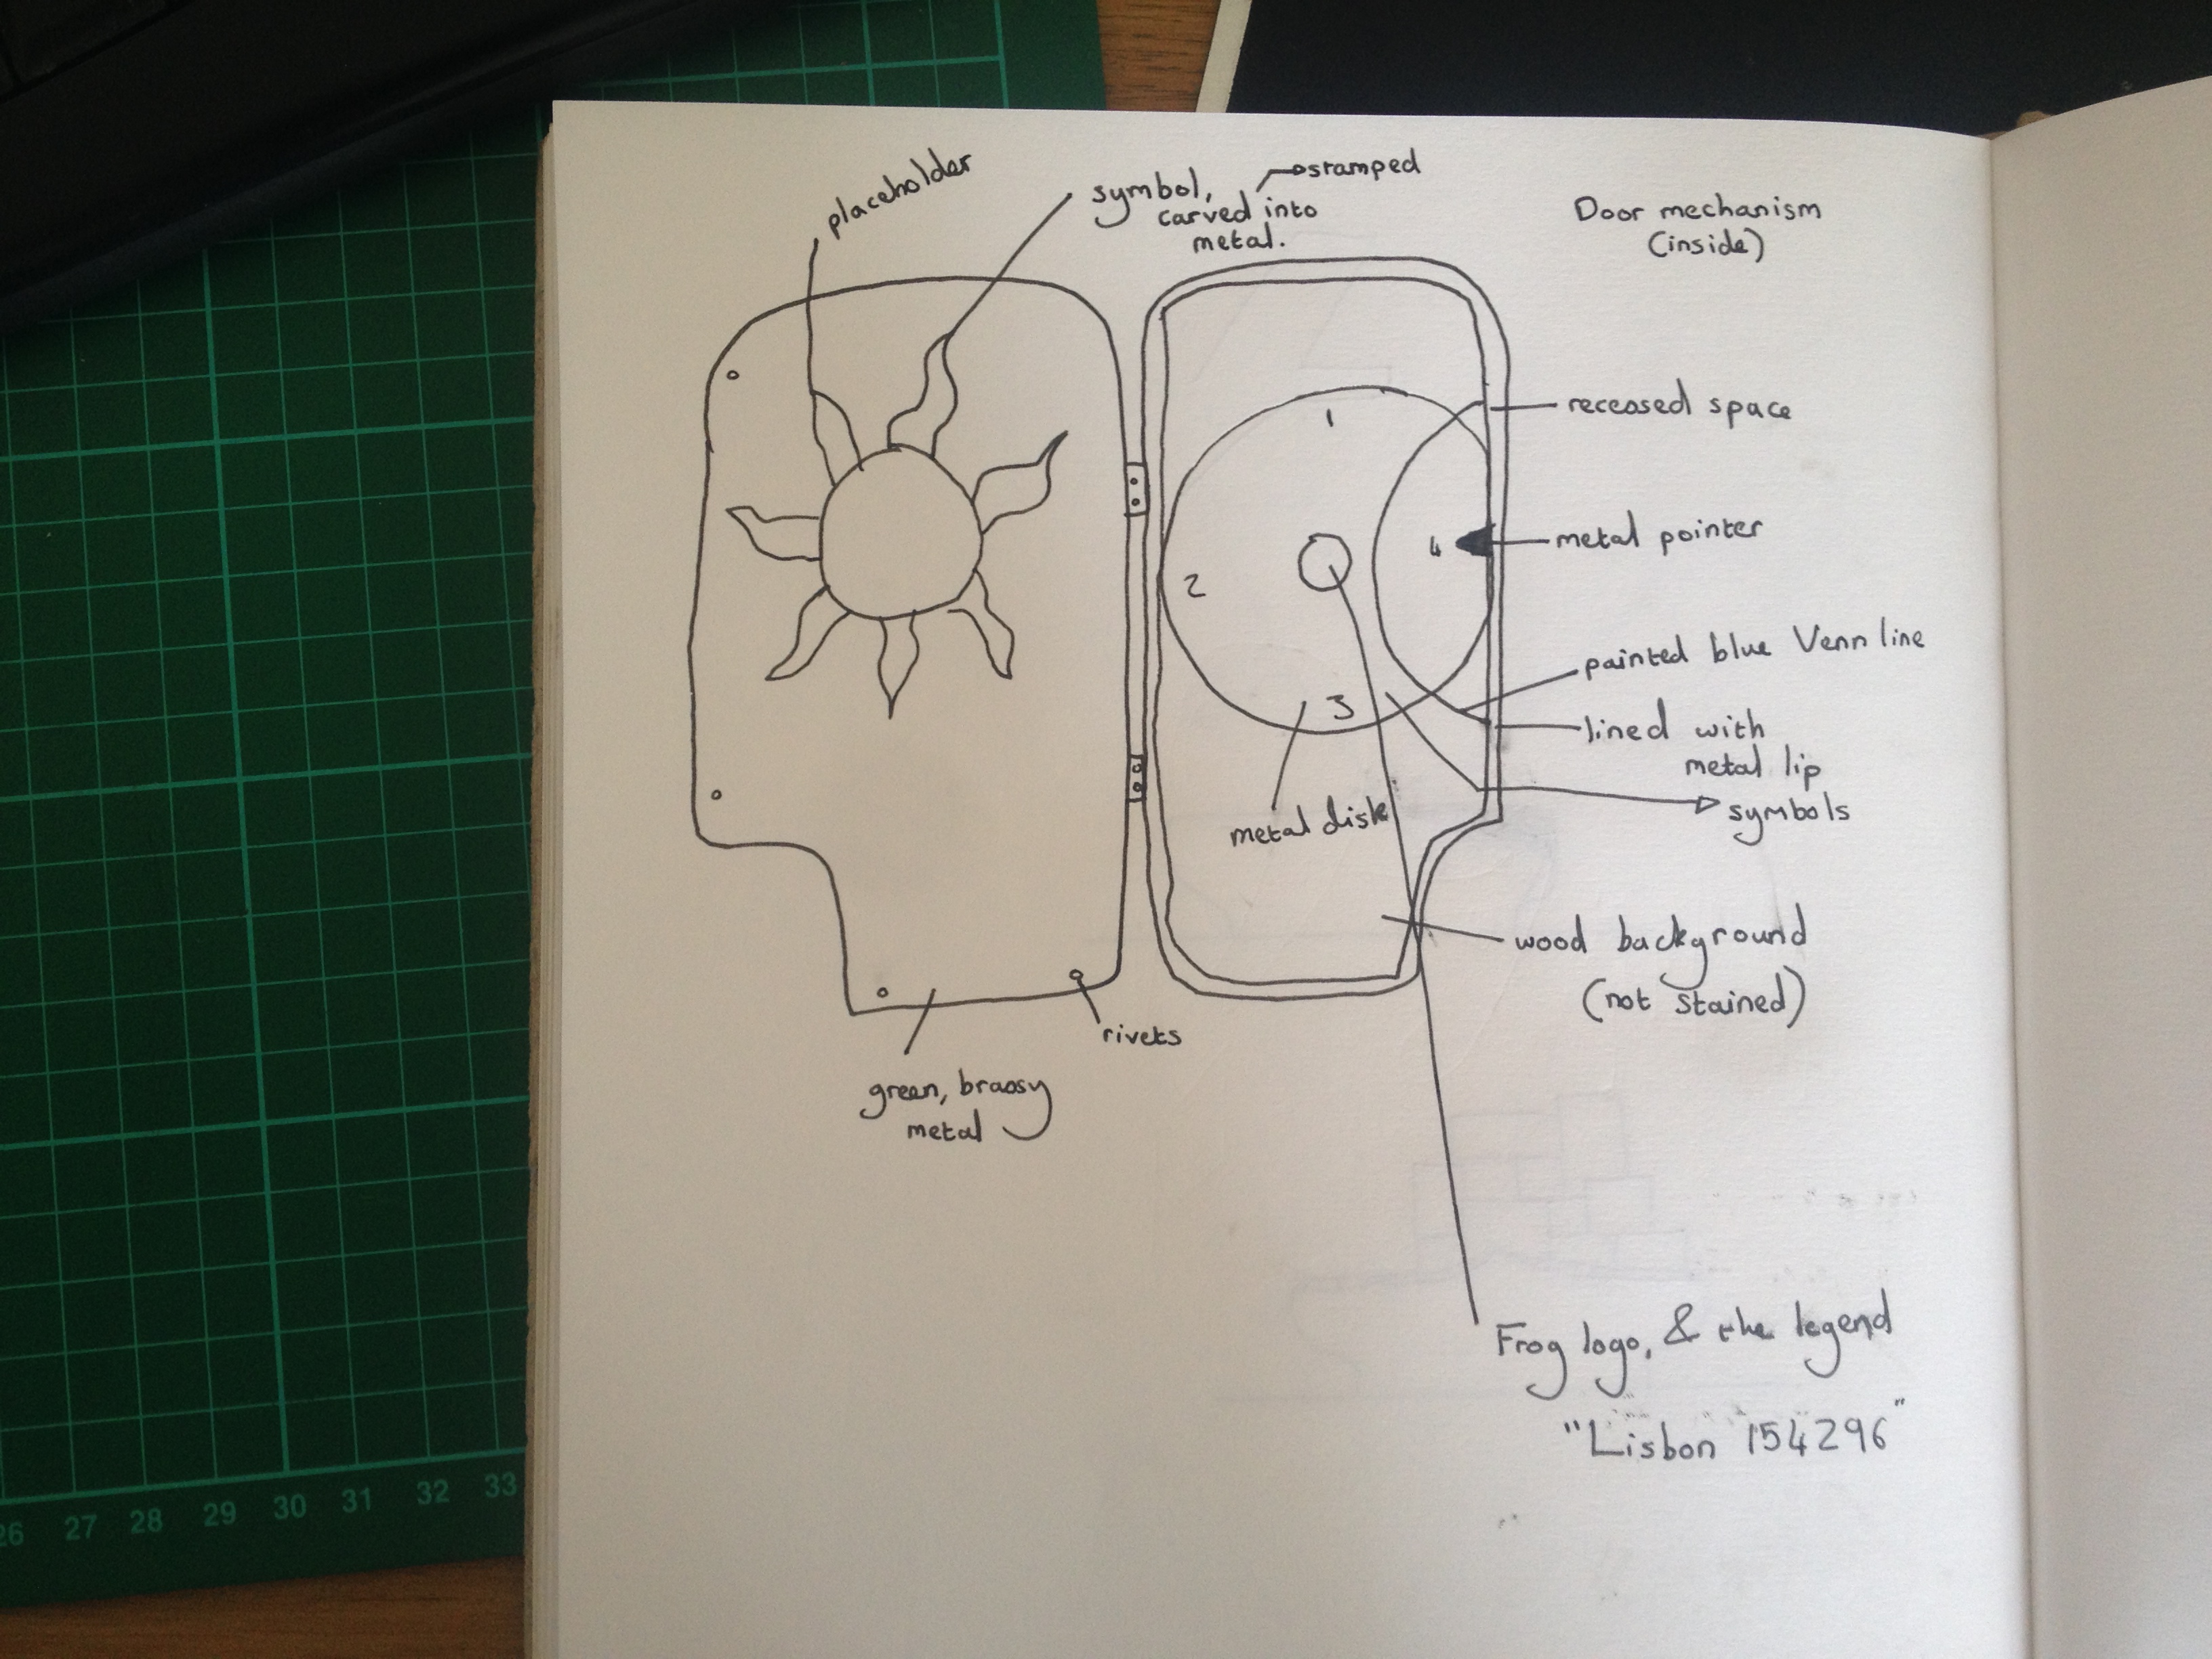 placeholder
symbol,
stamped
carved into
metal.
Door mechanism
(inside)
recessed space
1
2
3
4
metal pointer
painted blue Venn line
lined with
metal lip
symbols
metal disk
wood background
(not stained)
rivets
green, brassy
metal
Frog logo, & the legend
"Lisbon 154296"
26 27 28 29 30 31 32 33